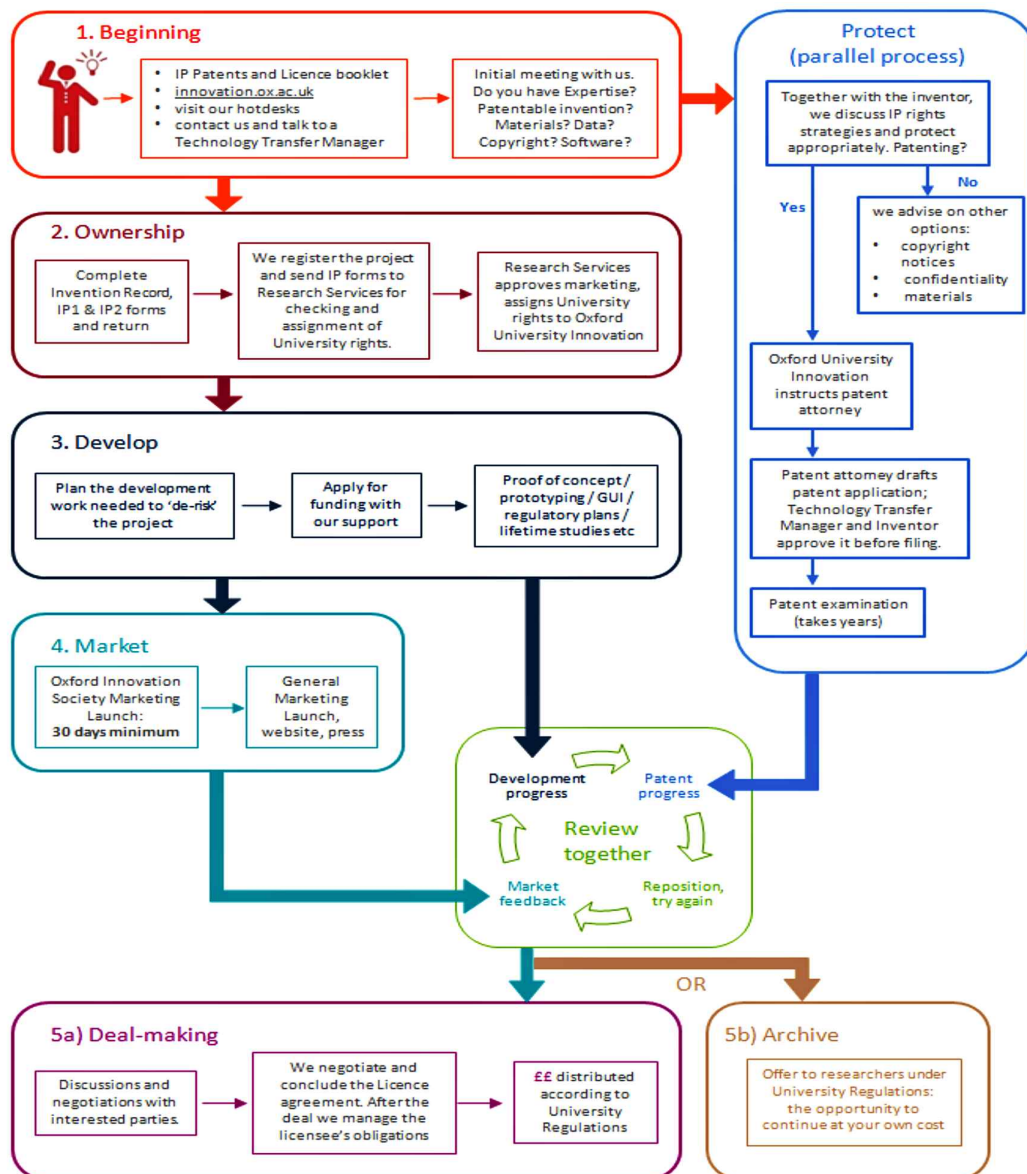 1. Beginning
• IP Patents and Licence booklet
• innovation.ox.ac.uk
• visit our hotdesks
• contact us and talk to a
Technology Transfer Manager
Initial meeting with us.
Do you have Expertise?
Patentable invention?
Materials? Data?
Copyright? Software?
Protect
(parallel process)
Together with the inventor,
we discuss IP rights
strategies and protect
appropriately. Patenting?
Yes
No
we advise on other
options:
• copyright
notices
• confidentiality
• materials
Oxford University
Innovation
instructs patent
attorney
Patent attorney drafts
patent application;
Technology Transfer
Manager and Inventor
approve it before filing.
Patent examination
(takes years)
2. Ownership
Complete
Invention Record,
IP1 & IP2 forms
and return
We register the project
and send IP forms to
Research Services for
checking and
assignment of
University rights.
Research Services
approves marketing,
assigns University
rights to Oxford
University Innovation
3. Develop
Plan the development
work needed to ‘de-risk’
the project
Apply for
funding with
our support
Proof of concept /
prototyping / GUI /
regulatory plans /
lifetime studies etc
4. Market
Oxford Innovation
Society Marketing
Launch:
30 days minimum
General
Marketing
Launch,
website, press
Development
progress
Patent
progress
Review
together
Market
feedback
Reposition,
try again
OR
5a) Deal-making
Discussions and
negotiations with
interested parties.
We negotiate and
conclude the Licence
agreement. After the
deal we manage the
licensee’s obligations
££ distributed
according to
University
Regulations
5b) Archive
Offer to researchers under
University Regulations:
the opportunity to
continue at your own cost